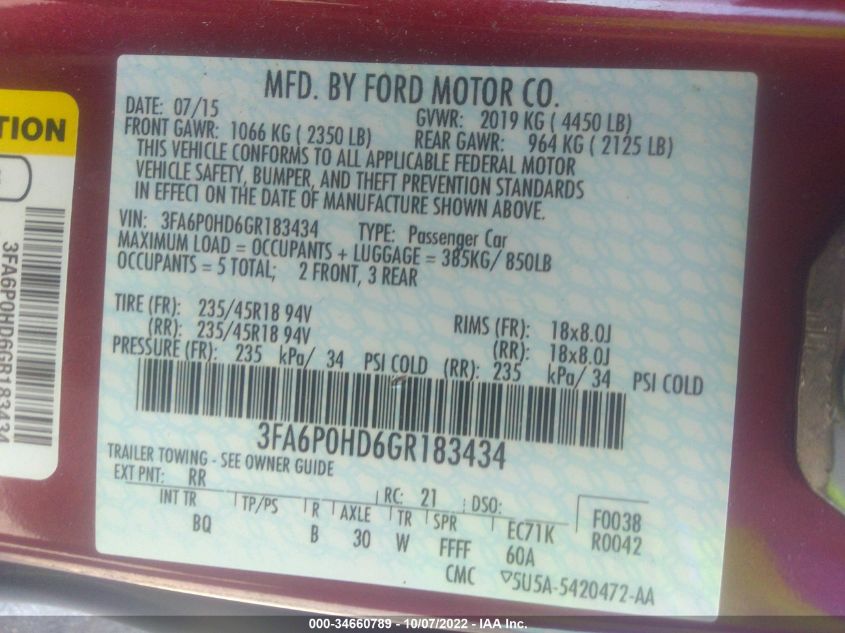 MFD. BY FORD MOTOR CO.
DATE: 07/15 GVWR: 2019 KG ( 4450 LB)
FRONT GAWR: 1066 KG ( 2350 LB) REAR GAWR: 964 KG ( 2125 LB)
THIS VEHICLE CONFORMS TO ALL APPLICABLE FEDERAL MOTOR
VEHICLE SAFETY, BUMPER, AND THEFT PREVENTION STANDARDS
IN EFFECT ON THE DATE OF MANUFACTURE SHOWN ABOVE.
VIN: 3FA6P0HD6GR183434 TYPE: Passenger Car
MAXIMUM LOAD = OCCUPANTS + LUGGAGE = 385KG/ 850LB
OCCUPANTS = 5 TOTAL; 2 FRONT, 3 REAR
TIRE (FR): 235/45R18 94V RIMS (FR): 18x8.0J
(RR): 235/45R18 94V (RR): 18x8.0J
PRESSURE (FR): 235 kPa/ 34 PSI COLD (RR): 235 kPa/ 34 PSI COLD
3FA6P0HD6GR183434
TRAILER TOWING - SEE OWNER GUIDE
EXT PNT: RR RC: 21 DSO: F0038
INT TR TP/PS R AXLE TR SPR EC71K R0042
BQ B 30 W FFFF 60A
CMC ▽5U5A-5420472-AA
TION
3FA6P0HD6GR183434
000-34660789 - 10/07/2022 - IAA Inc.